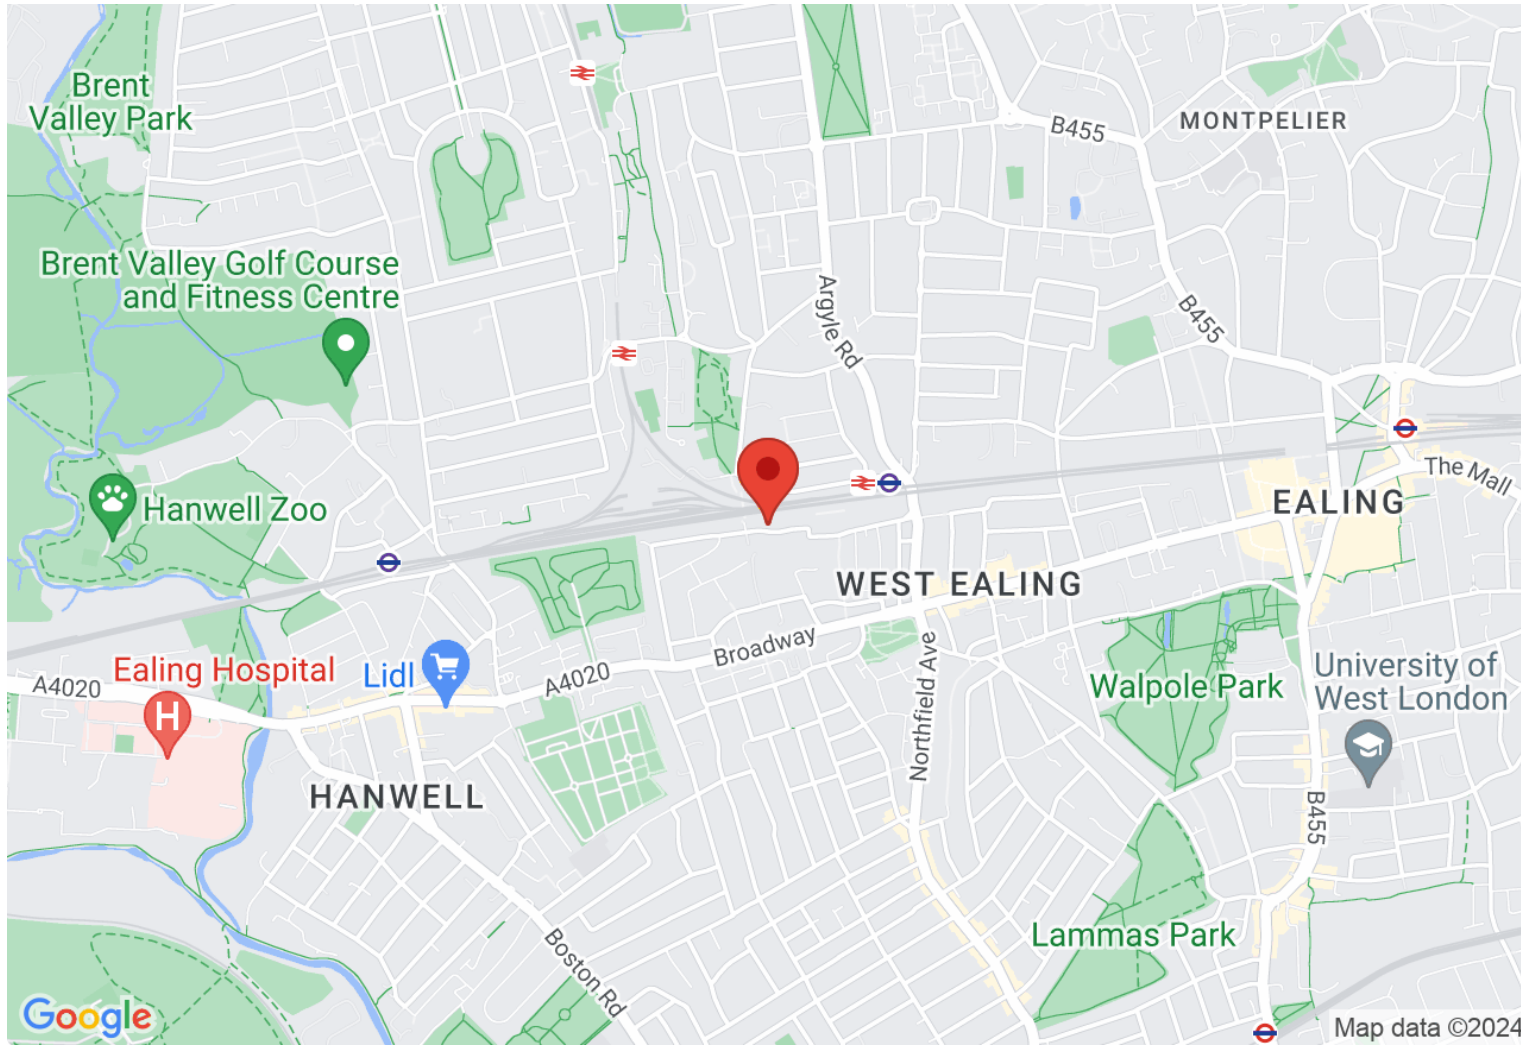 Brent
Valley Park
B455
MONTPELIER
Brent Valley Golf Course
and Fitness Centre
Argyle Rd
B455
The Mall
Hanwell Zoo
EALING
WEST EALING
Broadway
Northfield Ave
Ealing Hospital
Lidl
A4020
A4020
H
Walpole Park
University of
West London
HANWELL
B455
Lammas Park
Boston Rd
Google
Map data ©2024